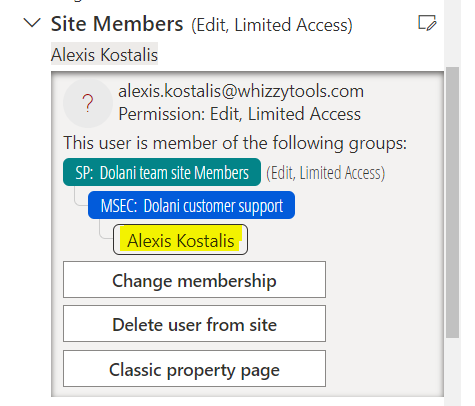 Site Members (Edit, Limited Access)
Alexis Kostalis
?
alexis.kostalis@whizzytools.com
Permission: Edit, Limited Access
This user is member of the following groups:
SP: Dolani team site Members (Edit, Limited Access)
MSEC: Dolani customer support
Alexis Kostalis
Change membership
Delete user from site
Classic property page